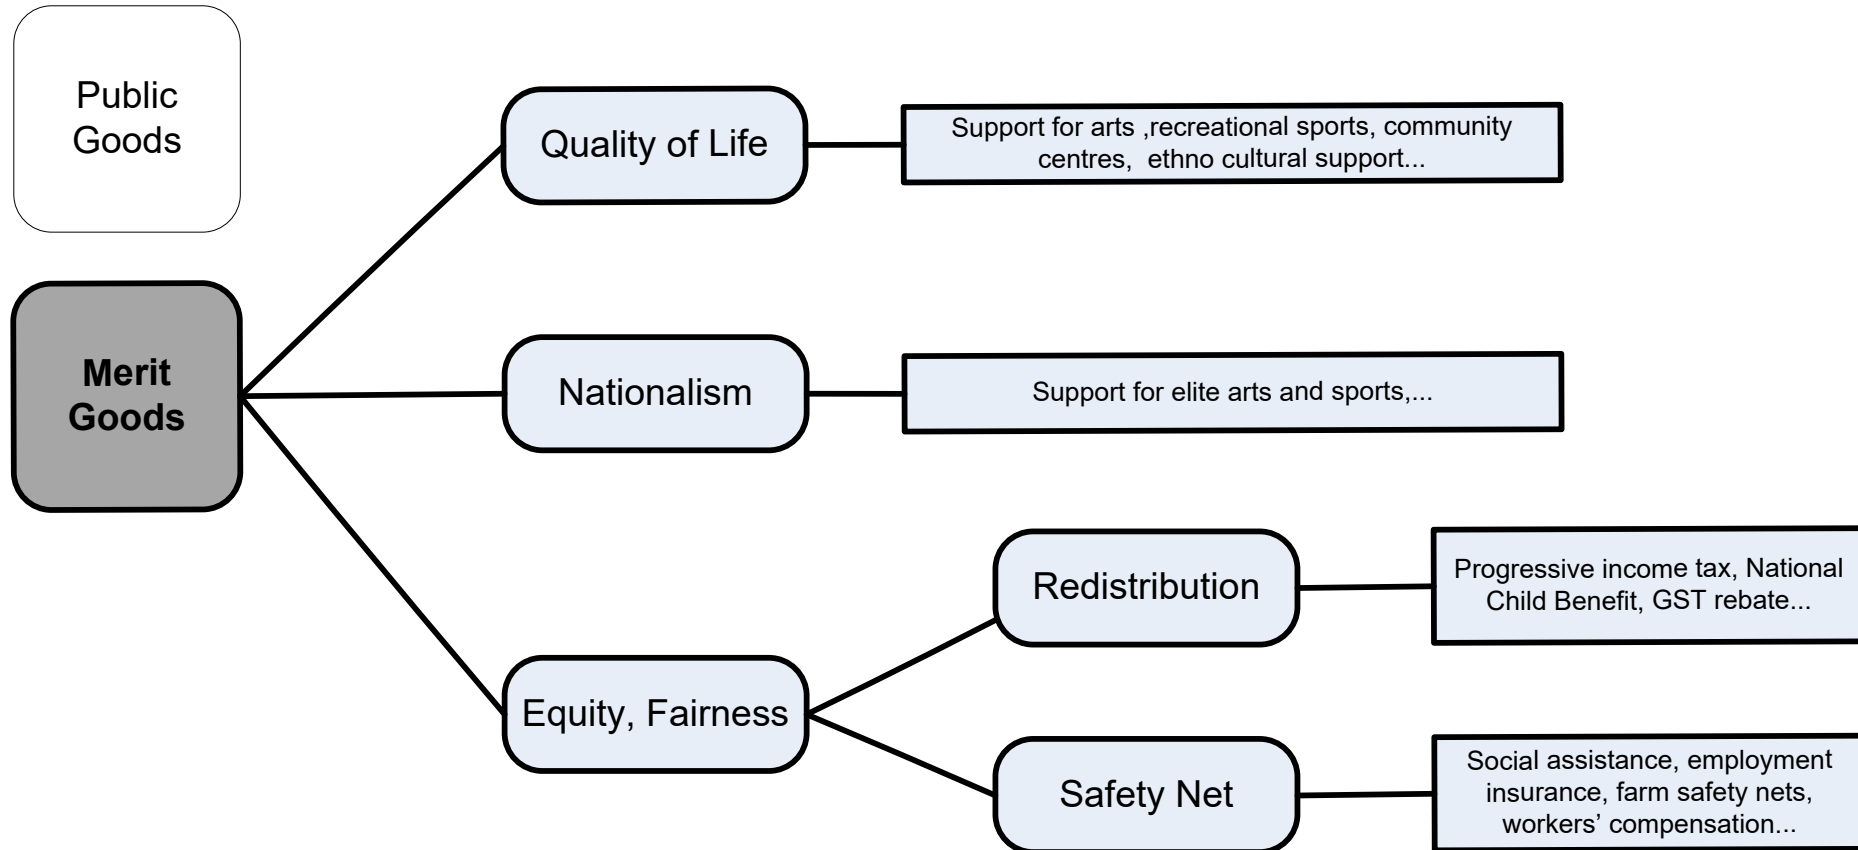 Public
Goods
Quality of Life
Support for arts ,recreational sports, community
centres, ethno cultural support...
Merit
Goods
Nationalism
Support for elite arts and sports,...
Redistribution
Progressive income tax, National
Child Benefit, GST rebate...
Equity, Fairness
Safety Net
Social assistance, employment
insurance, farm safety nets,
workers’ compensation...